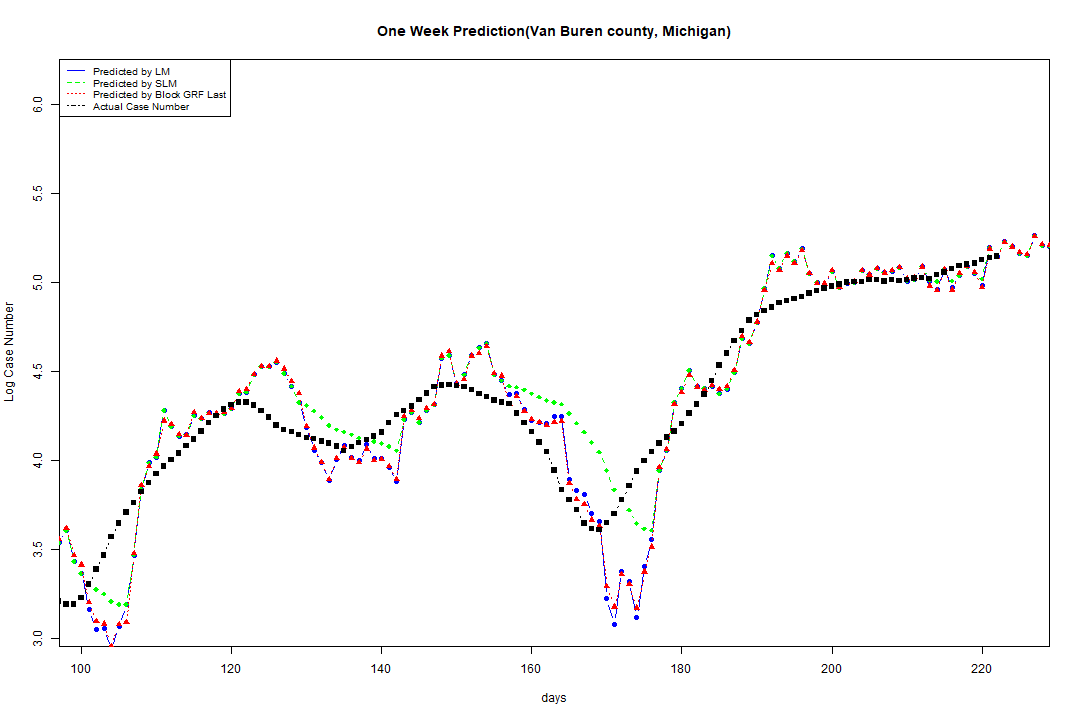 One Week Prediction(Van Buren county, Michigan)
Predicted by LM
Predicted by SLM
Predicted by Block GRF Last
Actual Case Number
6.0
5.5
5.0
4.5
4.0
3.5
3.0
Log Case Number
100 120 140 160 180 200 220
days